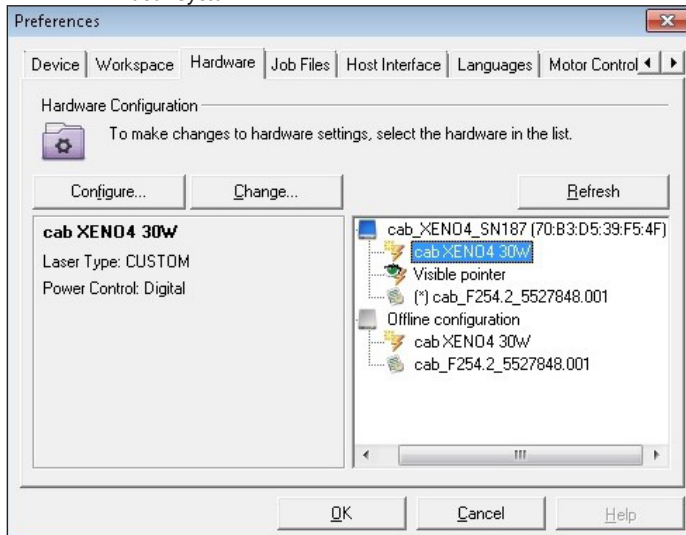 Preferences
Device
Workspace
Hardware
Job Files
Host Interface
Languages
Motor Control
Hardware Configuration
To make changes to hardware settings, select the hardware in the list.
Configure...
Change...
Refresh
cab XENO4 30W
Laser Type: CUSTOM
Power Control: Digital
cab_XENO4_SN187 (70:B3:D5:39:F5:4F)
cab XENO4 30W
Visible pointer
(*) cab_F254.2_5527848.001
Offline configuration
cab XENO4 30W
cab_F254.2_5527848.001
OK
Cancel
Help